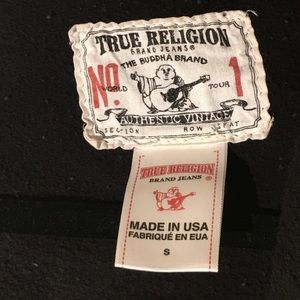 TRUE RELIGION
BRAND JEANS®
THE BUDDHA BRAND
No. 1
WORLD TOUR
AUTHENTIC VINTAGE
SECTION ROW SEAT
TRUE RELIGION
BRAND JEANS
MADE IN USA
FABRIQUÉ EN EUA
S